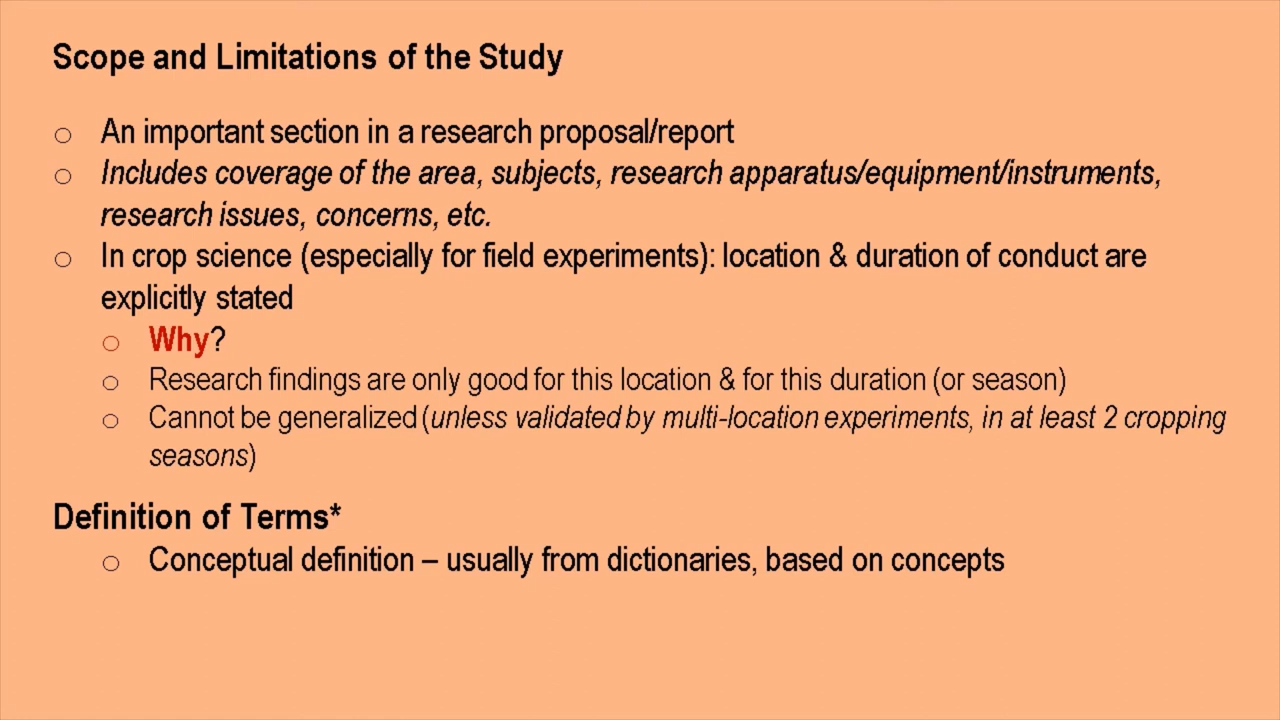 Scope and Limitations of the Study
o An important section in a research proposal/report
o Includes coverage of the area, subjects, research apparatus/equipment/instruments,
research issues, concerns, etc.
o In crop science (especially for field experiments): location & duration of conduct are
explicitly stated
o Why?
o Research findings are only good for this location & for this duration (or season)
o Cannot be generalized (unless validated by multi-location experiments, in at least 2 cropping
seasons)
Definition of Terms*
o Conceptual definition – usually from dictionaries, based on concepts